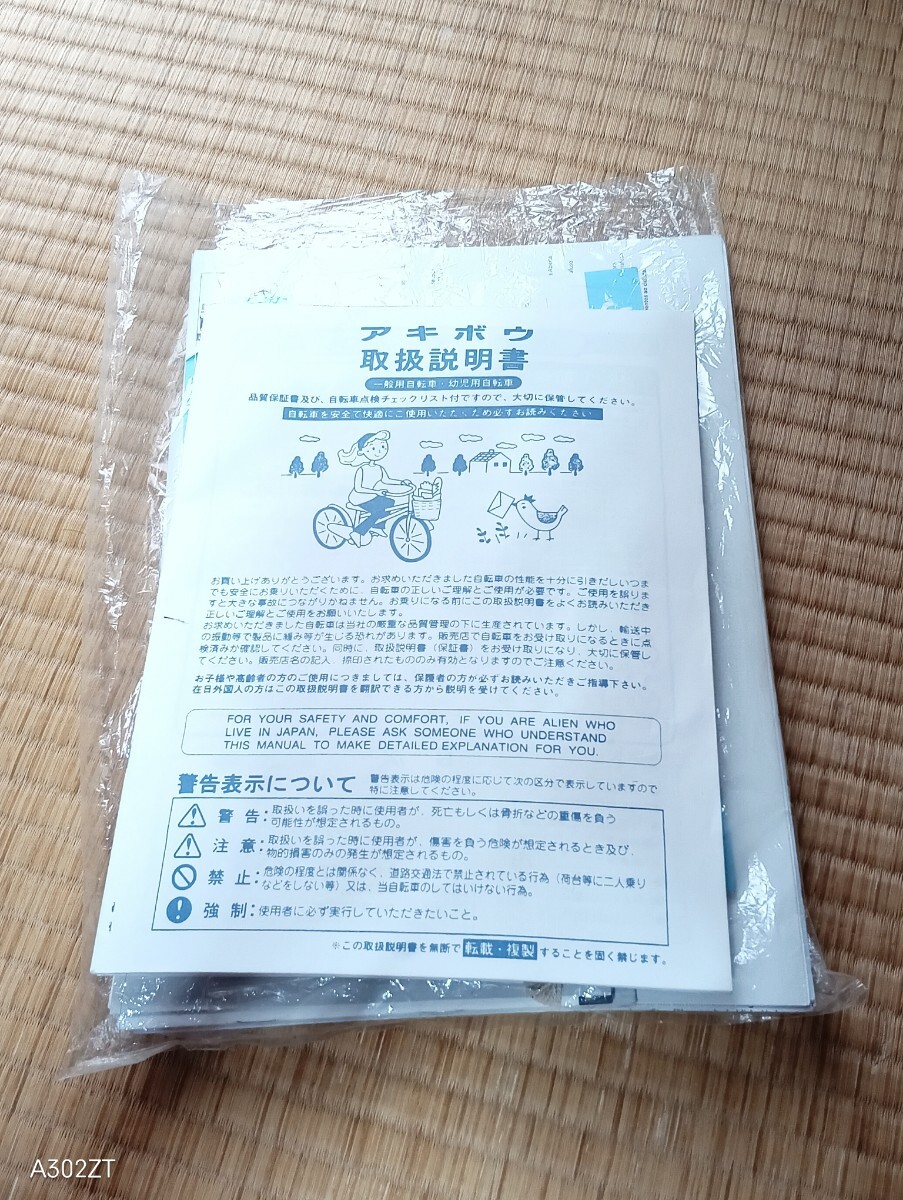 アキボウ
取扱説明書
一般用自転車・幼児用自転車
品質保証書及び、自転車点検チェックリスト付ですので、大切に保管してください。
自転車を安全で快適にご使用いただくため必ずお読みください
お買い上げありがとうございます。お求めいただきました自転車の性能を十分に引きだしいつま
でも安全にお乗りいただくために、自転車の正しいご理解とご使用が必要です。ご使用を誤りま
すと大きな事故につながりかねません。お乗りになる前にこの取扱説明書をよくお読みいただき
正しいご理解とご使用をお願いいたします。
お求めいただきました自転車は当社の厳重な品質管理の下に生産されています。しかし、輸送中
の振動等で製品に緩み等が生じる恐れがあります。販売店で自転車をお受け取りになるときに点
検済みか確認してください。同時に、取扱説明書（保証書）をお受け取りになり、大切に保管し
てください。販売店名の記入、捺印されたもののみ有効となりますのでご注意ください。
お子様や高齢者の方のご使用につきましては、保護者の方が必ずお読みいただきご指導下さい。
在日外国人の方はこの取扱説明書を翻訳できる方から説明を受けてください。
FOR YOUR SAFETY AND COMFORT, IF YOU ARE ALIEN WHO
LIVE IN JAPAN, PLEASE ASK SOMEONE WHO UNDERSTAND
THIS MANUAL TO MAKE DETAILED EXPLANATION FOR YOU.
警告表示について 警告表示は危険の程度に応じて次の区分で表示していますので
特に注意してください。
警告：取扱いを誤った時に使用者が、死亡もしくは骨折などの重傷を負う
可能性が想定されるもの。
注意：取扱いを誤った時に使用者が、傷害を負う危険が想定されるとき及び、
物的損害のみの発生が想定されるもの。
禁止：危険の程度とは関係なく、道路交通法で禁止されている行為（荷台等に二人乗り
などをしない等）又は、当自転車のしてはいけない行為。
強制：使用者に必ず実行していただきたいこと。
※この取扱説明書を無断で転載・複製することを固く禁じます。
A302ZT